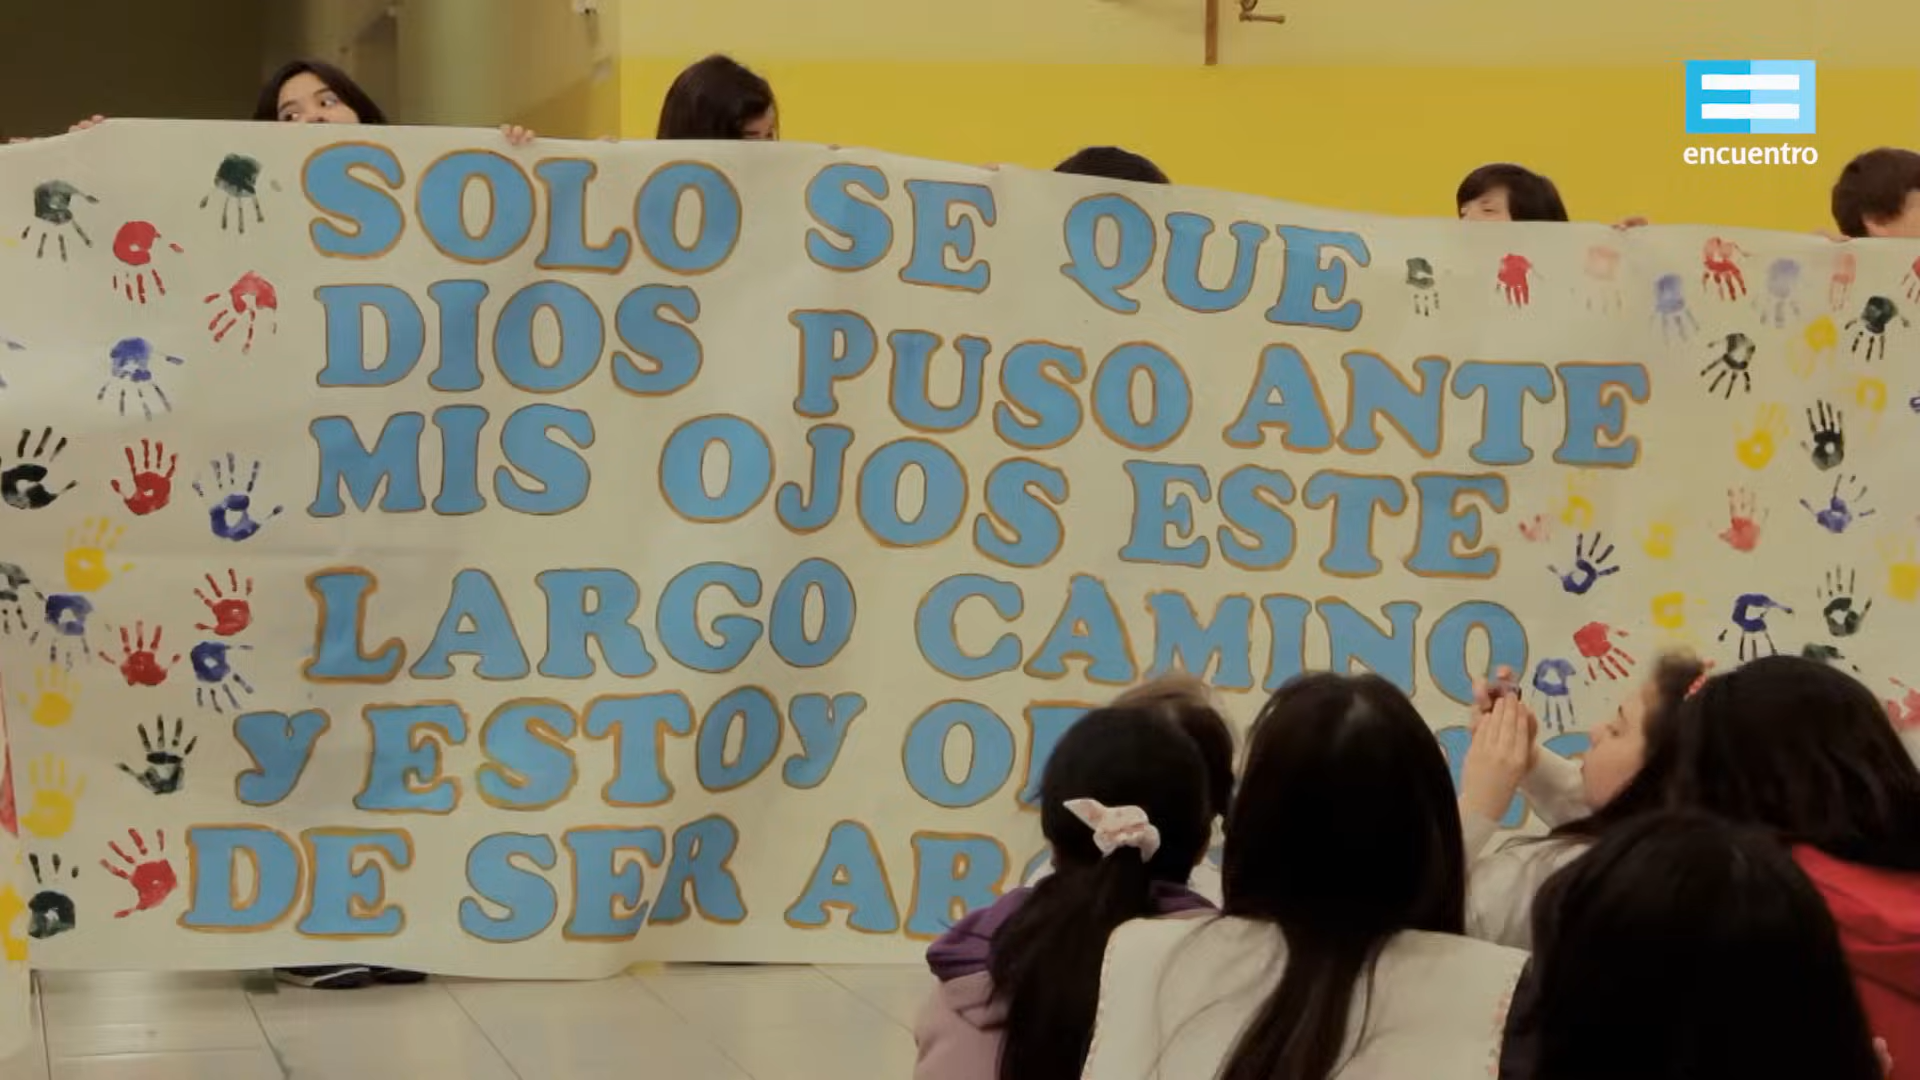 SOLO SE QUE
DIOS PUSO ANTE
MIS OJOS ESTE
LARGO CAMINO
y ESTOy
DE SER
encuentro